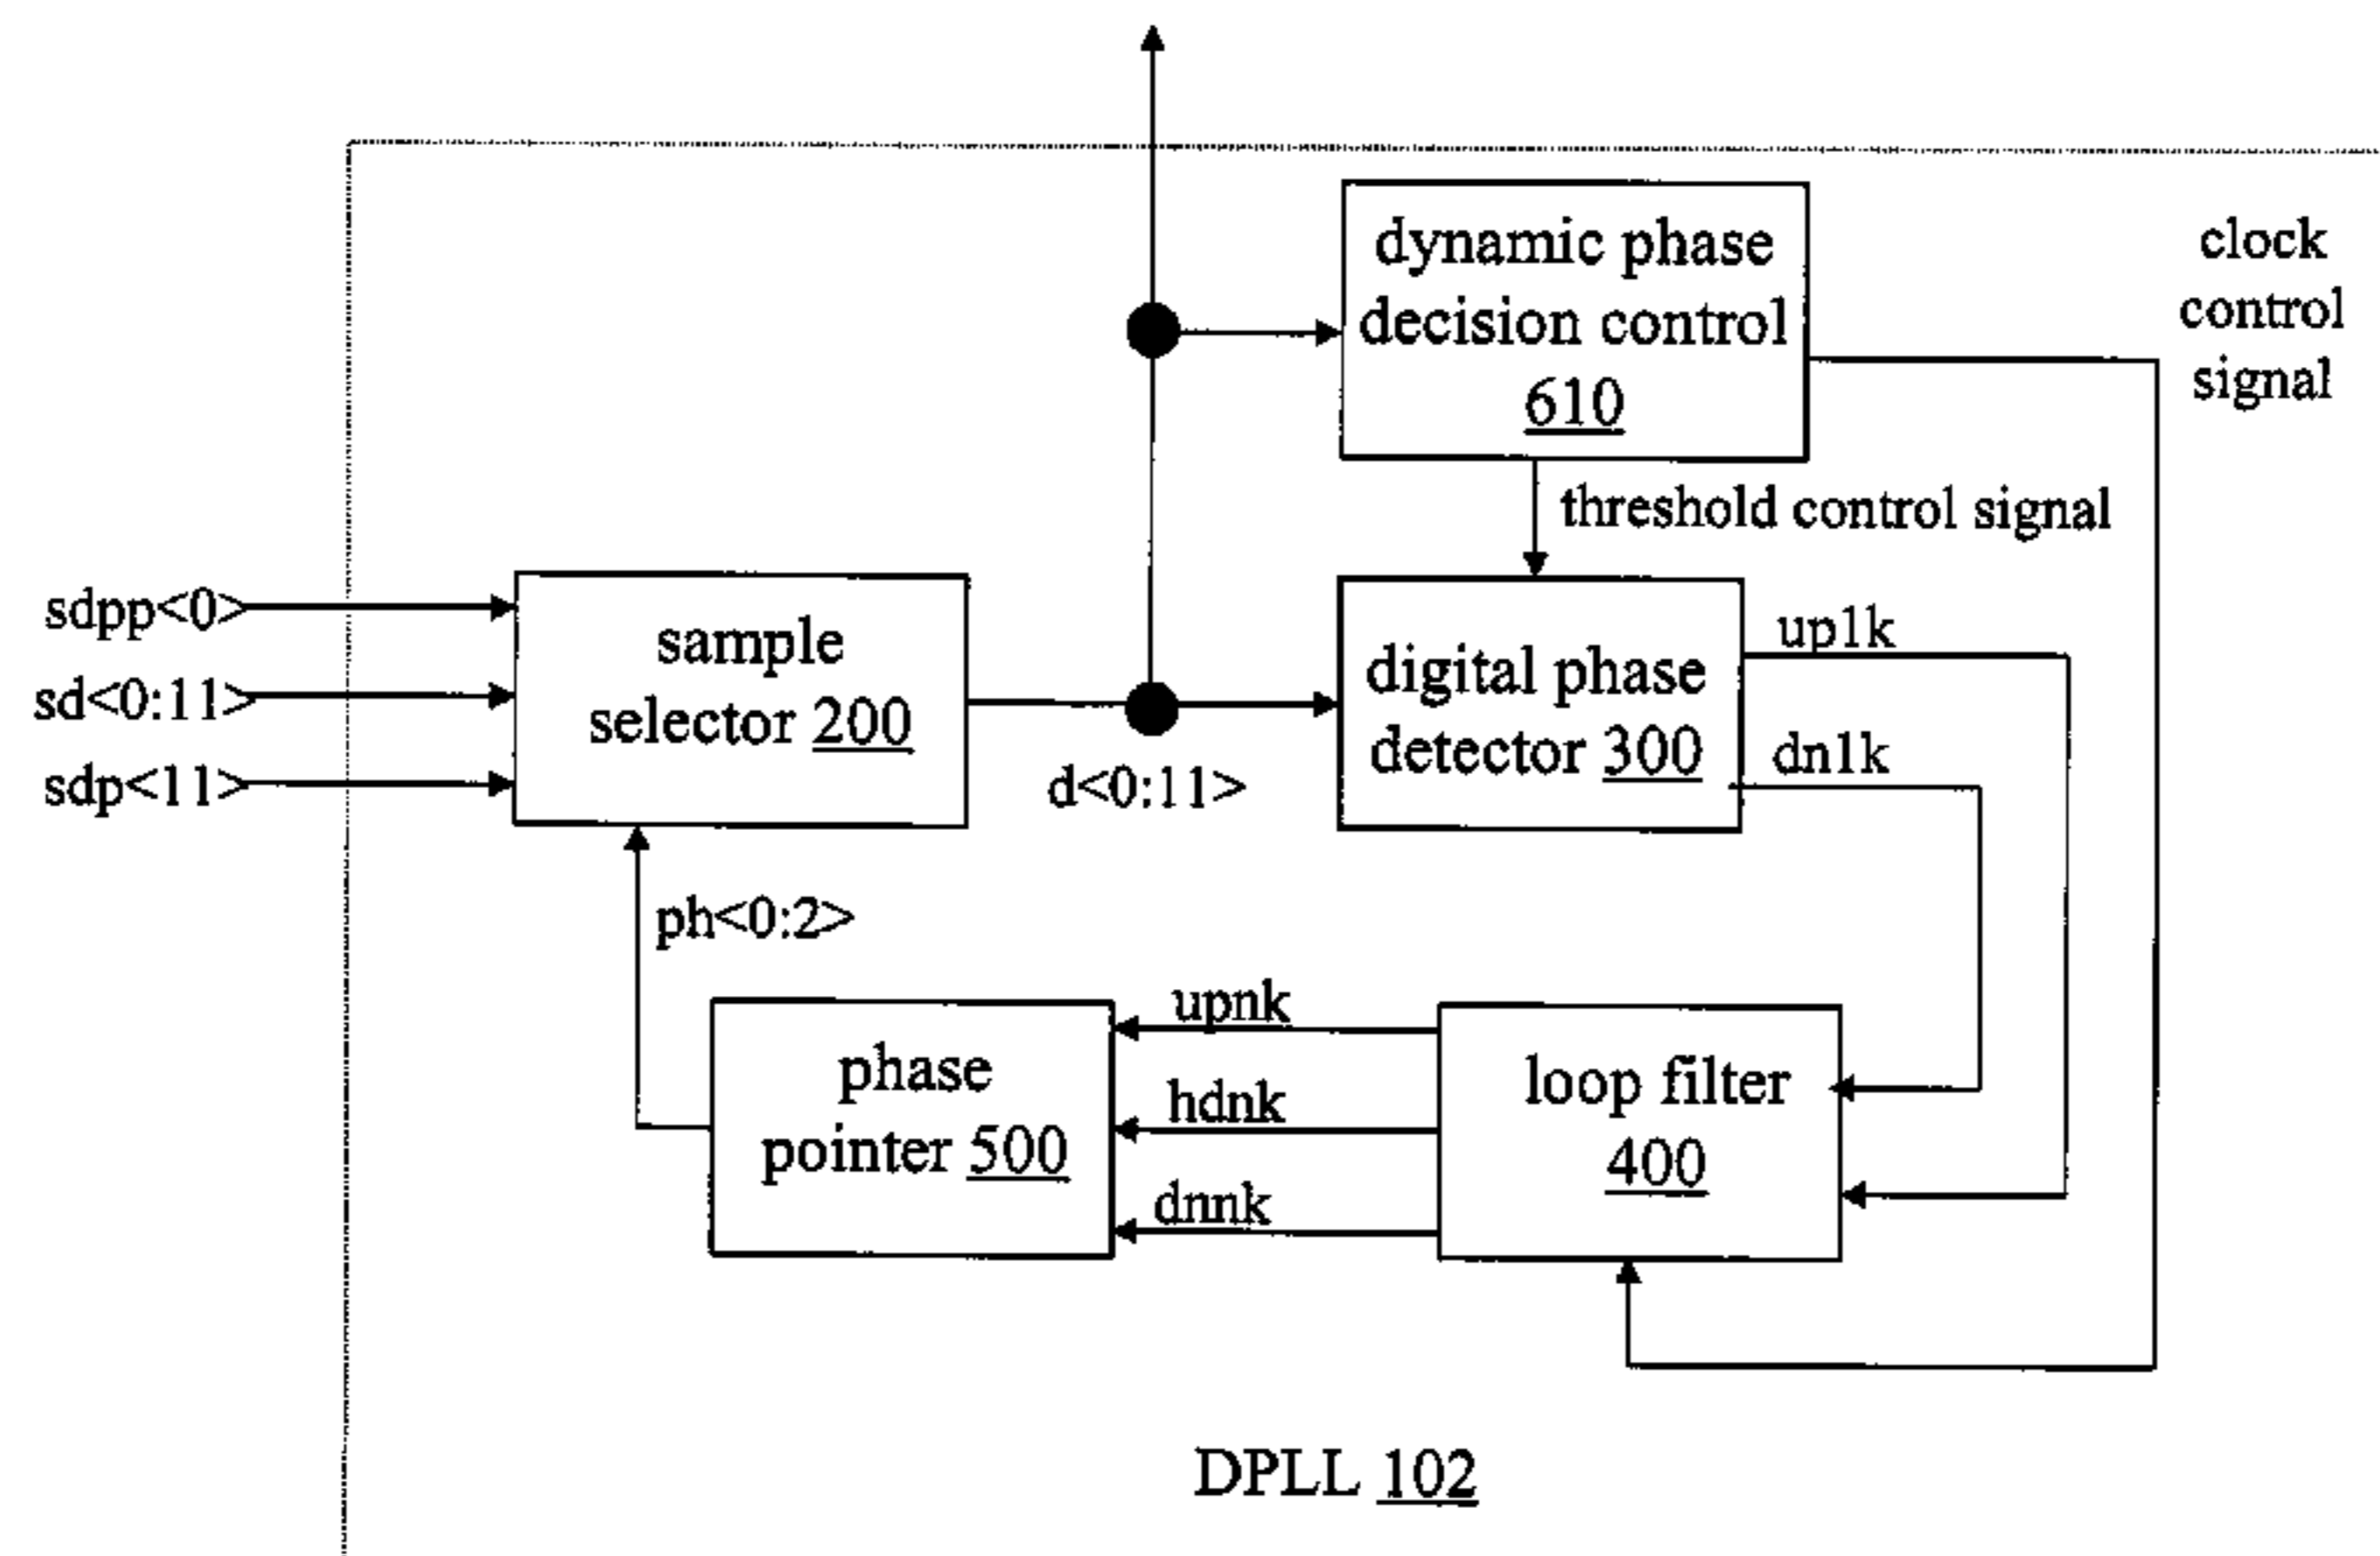 dynamic phase
decision control
610
clock
control
signal
threshold control signal
sdpp<0>
sd<0:11>
sdp<11>
sample
selector 200
d<0:11>
digital phase
detector 300
up1k
dn1k
ph<0:2>
phase
pointer 500
upnk
hdnk
dnnk
loop filter
400
DPLL 102